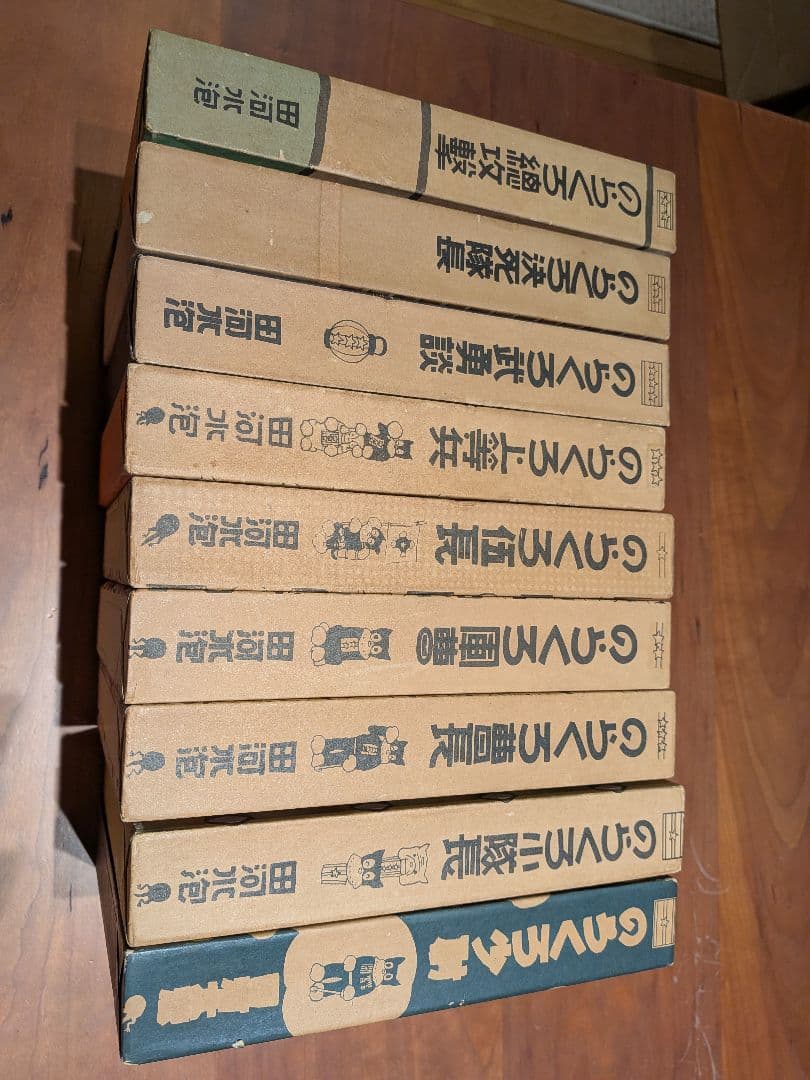 のらくろ總攻撃
田河水泡
のらくろ決死隊長
のらくろ武勇談
田河水泡
のらくろ上等兵
田河水泡
のらくろ伍長
田河水泡
のらくろ軍曹
田河水泡
のらくろ曹長
田河水泡
のらくろ小隊長
田河水泡
のらくろ少尉